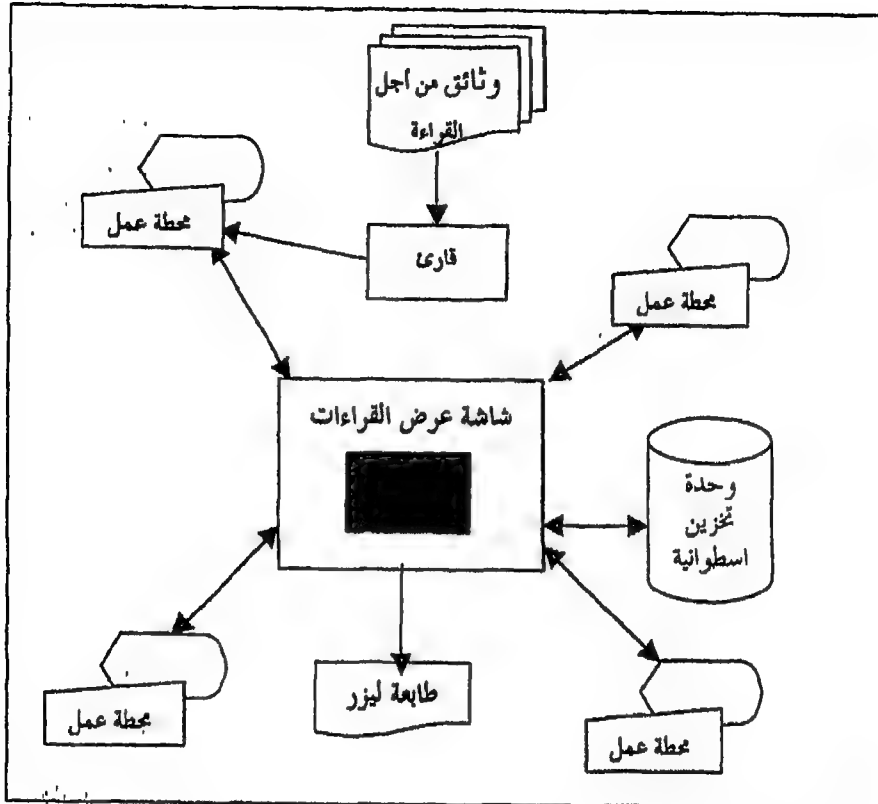 وثائق من أجل
القراءة
محطة عمل
قارئ
محطة عمل
شاشة عرض القراءات
وحدة
تخزين
اسطوانية
محطة عمل
طابعة ليزر
محطة عمل